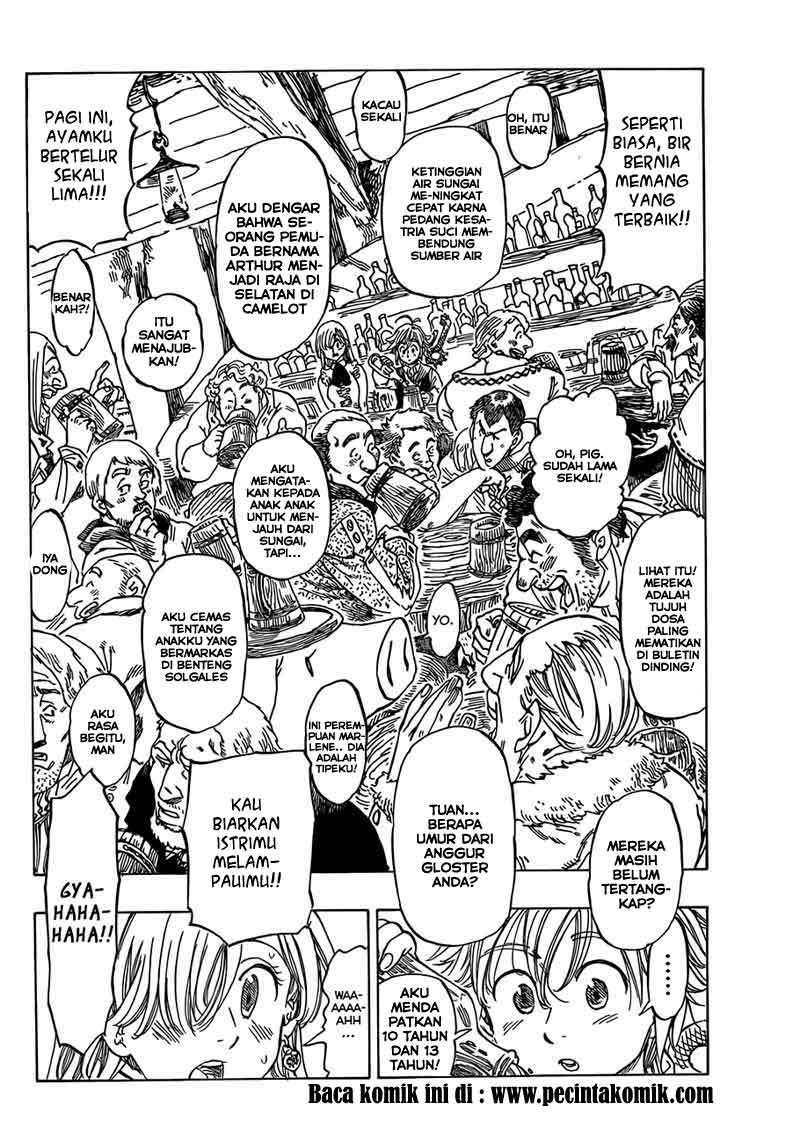 SEPERTI
BIASA, BIR
BERNIA
MEMANG
YANG
TERBAIK!!
OH, ITU
BENAR
KACAU
SEKALI
KETINGGIAN
AIR SUNGAI
ME-NINGKAT
CEPAT KARNA
PEDANG KESA-
TRIA SUCI MEM-
BENDUNG
SUMBER AIR
PAGI INI,
AYAMKU
BERTELUR
SEKALI
LIMA!!!
AKU DENGAR
BAHWA SE-
ORANG PEMU-
DA BERNAMA
ARTHUR MEN-
JADI RAJA DI
SELATAN DI
CAMELOT
BENAR
KAH?!
ITU
SANGAT
MENAJUB-
KAN!
OH, PIG.
SUDAH LAMA
SEKALI!
AKU
MENGATA-
KAN KEPADA
ANAK ANAK
UNTUK MEN-
JAUH DARI
SUNGAI,
TAPI...
IYA
DONG
LIHAT ITU!
MEREKA
ADALAH
TUJUH
DOSA
PALING
MEMATIKAN
DI BULETIN
DINDING!
YO.
AKU CEMAS
TENTANG
ANAKKU YANG
BERMARKAS
DI BENTENG
SOLGALES
AKU
RASA
BEGITU,
MAN
INI PEREM-
PUAN MAR-
LENE.. DIA
ADALAH
TIPEKU!
MEREKA
MASIH
BELUM
TERTANG-
KAP?
TUAN...
BERAPA
UMUR DARI
ANGGUR
GLOSTER
ANDA?
KAU
BIARKAN
ISTRIMU
MELAM-
PAUIMU!!
GYA-
HAHA-
HAHA!!
......
AKU
MENDA
PATKAN
10 TAHUN
DAN 13
TAHUN!
WAA-
AAAA-
AHH
...
Baca komik ini di : www.pecintakomik.com